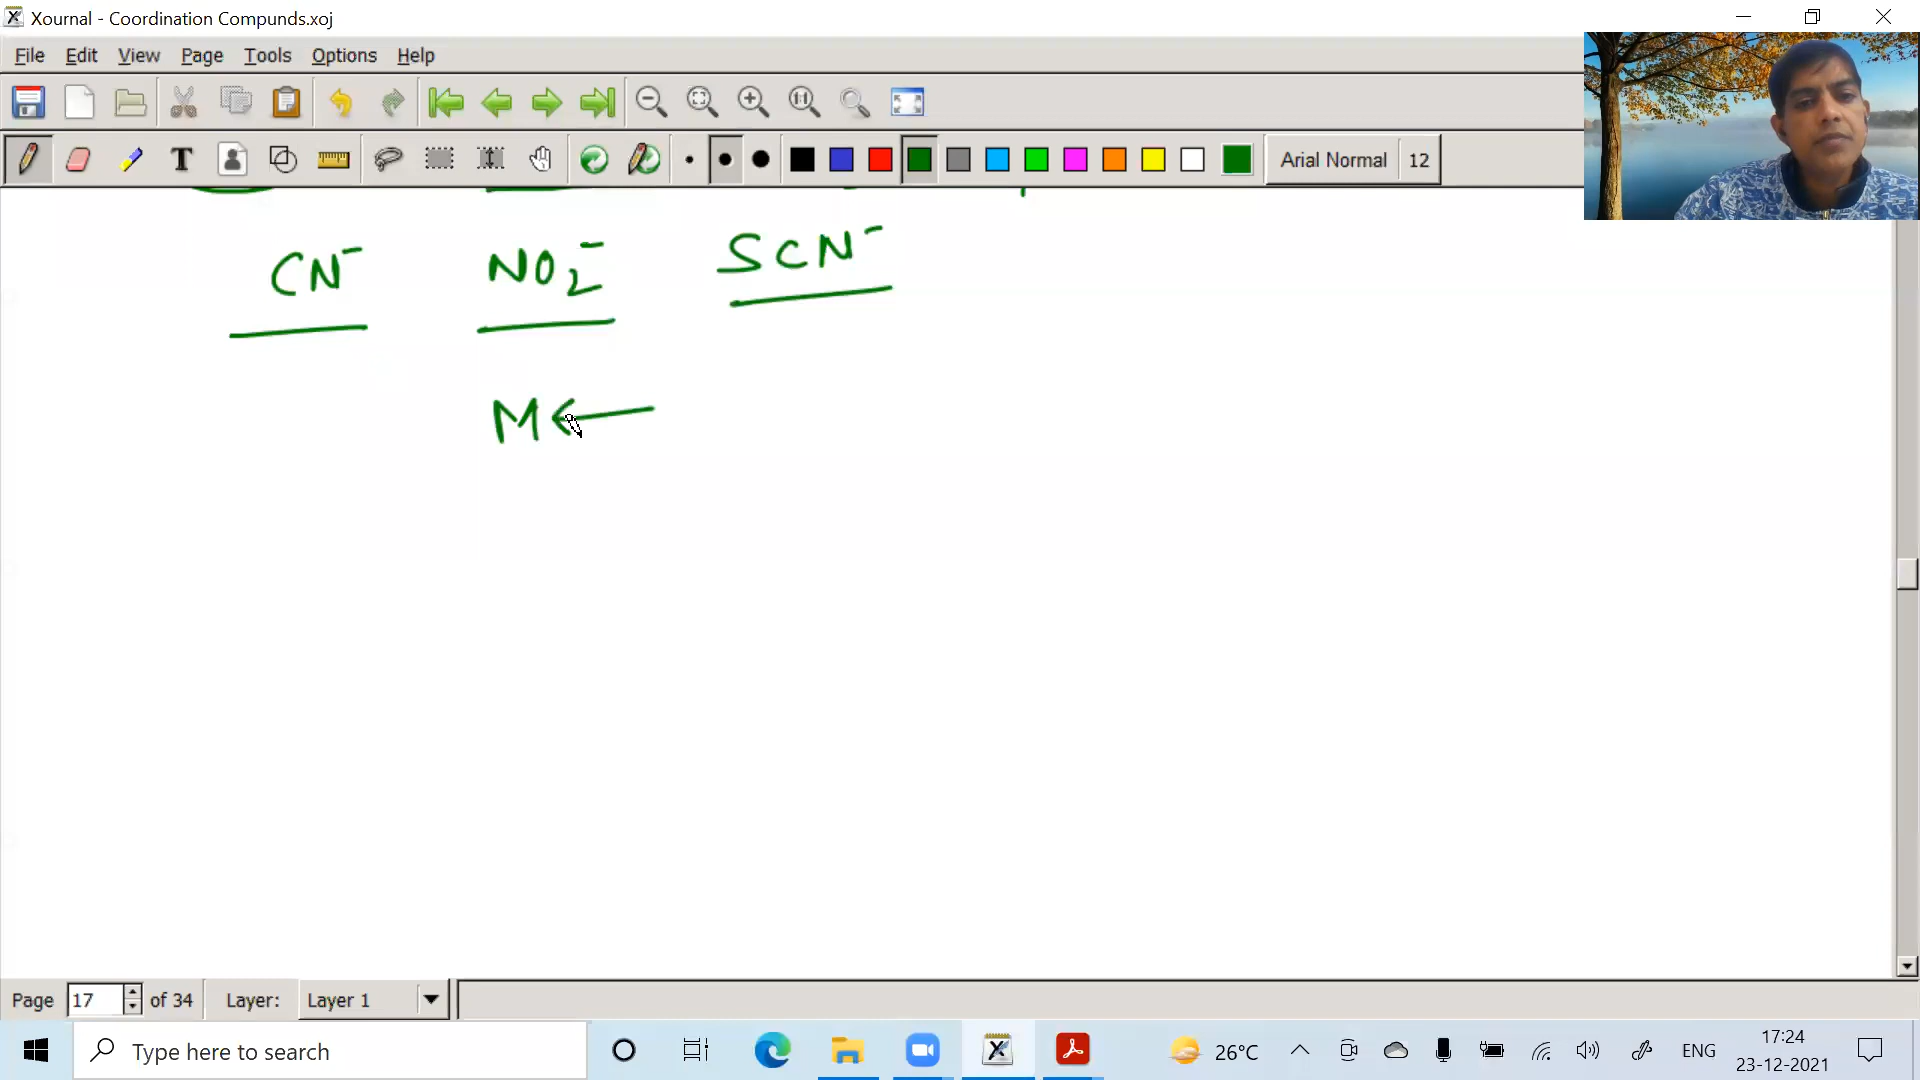 Xournal - Coordination Compunds.xoj
File Edit View Page Tools Options Help
Arial Normal 12
CN⁻ NO₂⁻ SCN⁻
M←
Page 17 of 34 Layer: Layer 1
Type here to search
26°C ENG 17:24
23-12-2021